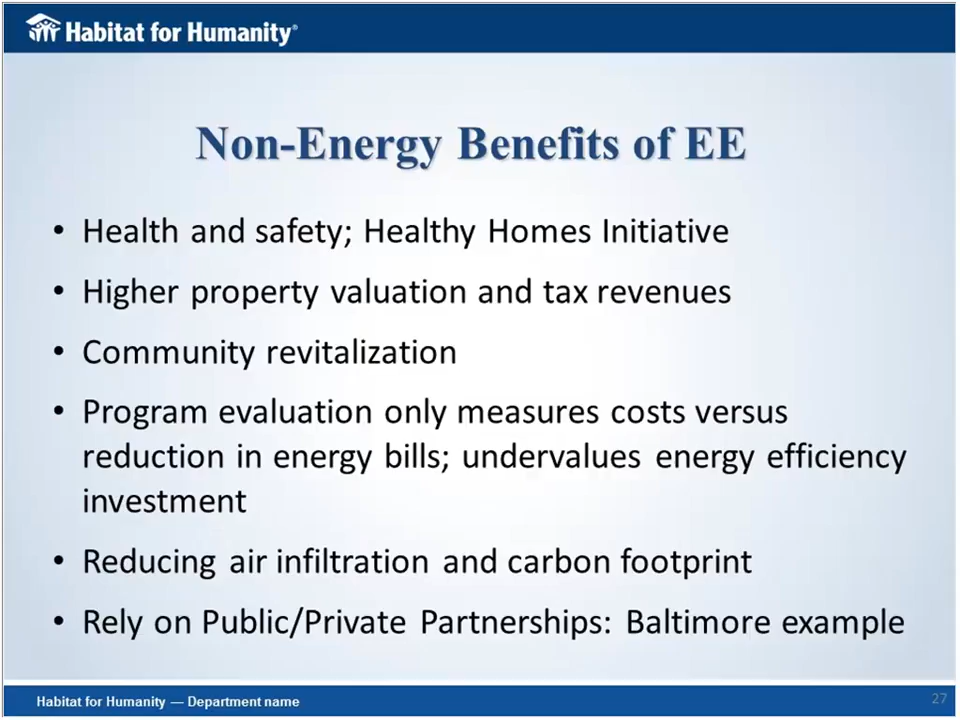 Habitat for Humanity®
Non-Energy Benefits of EE
• Health and safety; Healthy Homes Initiative
• Higher property valuation and tax revenues
• Community revitalization
• Program evaluation only measures costs versus
reduction in energy bills; undervalues energy efficiency
investment
• Reducing air infiltration and carbon footprint
• Rely on Public/Private Partnerships: Baltimore example
Habitat for Humanity — Department name
27